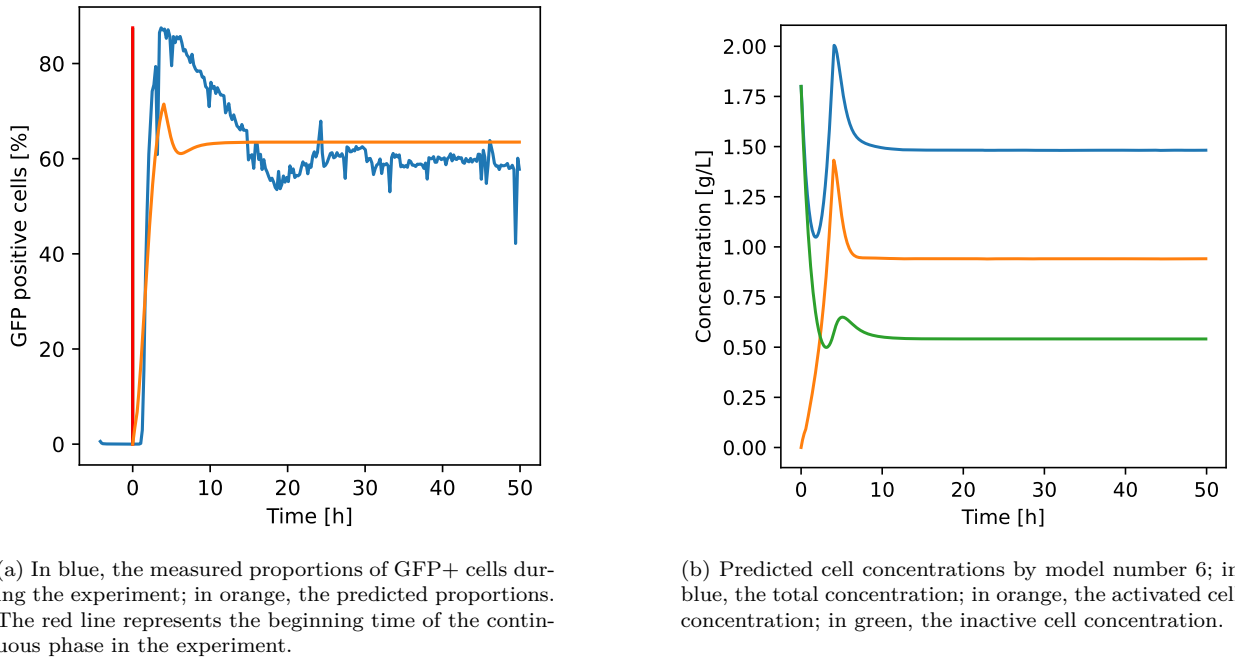 80
60
40
20
0
GFP positive cells [%]
0 10 20 30 40 50
Time [h]
2.00
1.75
1.50
1.25
1.00
0.75
0.50
0.25
0.00
Concentration [g/L]
0 10 20 30 40 50
Time [h]
(a) In blue, the measured proportions of GFP+ cells dur-
ing the experiment; in orange, the predicted proportions.
The red line represents the beginning time of the contin-
uous phase in the experiment.
(b) Predicted cell concentrations by model number 6; in
blue, the total concentration; in orange, the activated cel
concentration; in green, the inactive cell concentration.